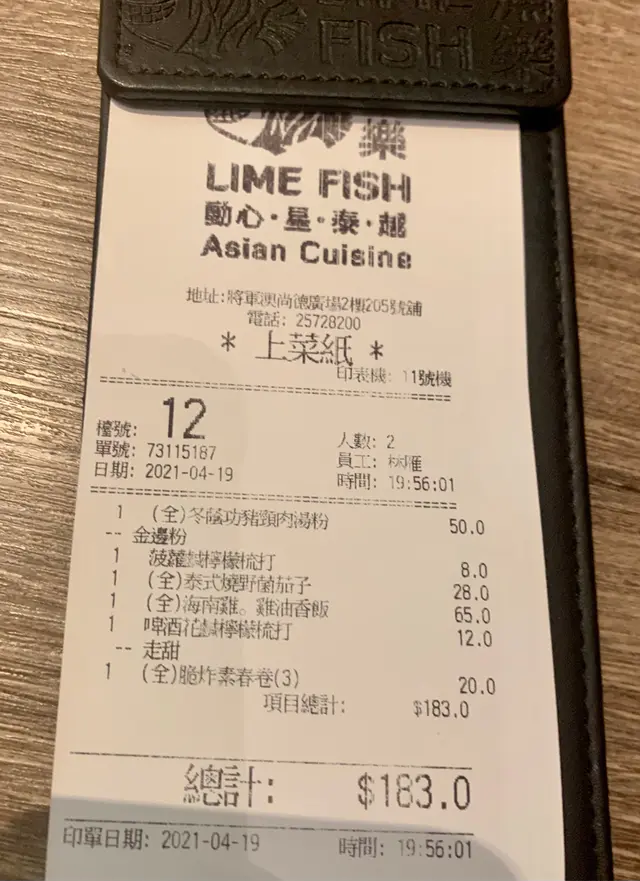 FISH 樂
樂
LIME FISH
動心·星·泰·越
Asian Cuisine
地址:將軍澳尚德廣場2樓205號舖
電話: 25728200
* 上菜紙 *
印表機: 11號機
檯號: 12
人數: 2
單號: 73115187
員工:
日期: 2021-04-19
時間: 19:56:01
1 (全)冬蔭功豬頸肉湯粉 50.0
-- 金邊粉
1 菠蘿鹹檸檬梳打 8.0
1 (全)泰式燒野菌茄子 28.0
1 (全)海南雞。雞油香飯 65.0
1 啤酒花鹹檸檬梳打 12.0
-- 走甜
1 (全)脆炸素春卷(3) 20.0
項目總計: $183.0
總計: $183.0
印單日期: 2021-04-19 時間: 19:56:01